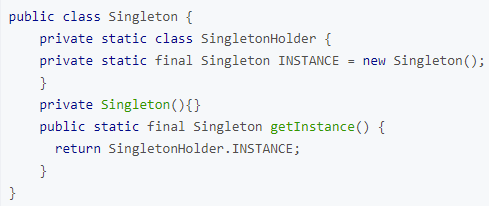 public class Singleton {
    private static class SingletonHolder {
    private static final Singleton INSTANCE = new Singleton();
    }
    private Singleton(){}
    public static final Singleton getInstance() {
      return SingletonHolder.INSTANCE;
    }
}